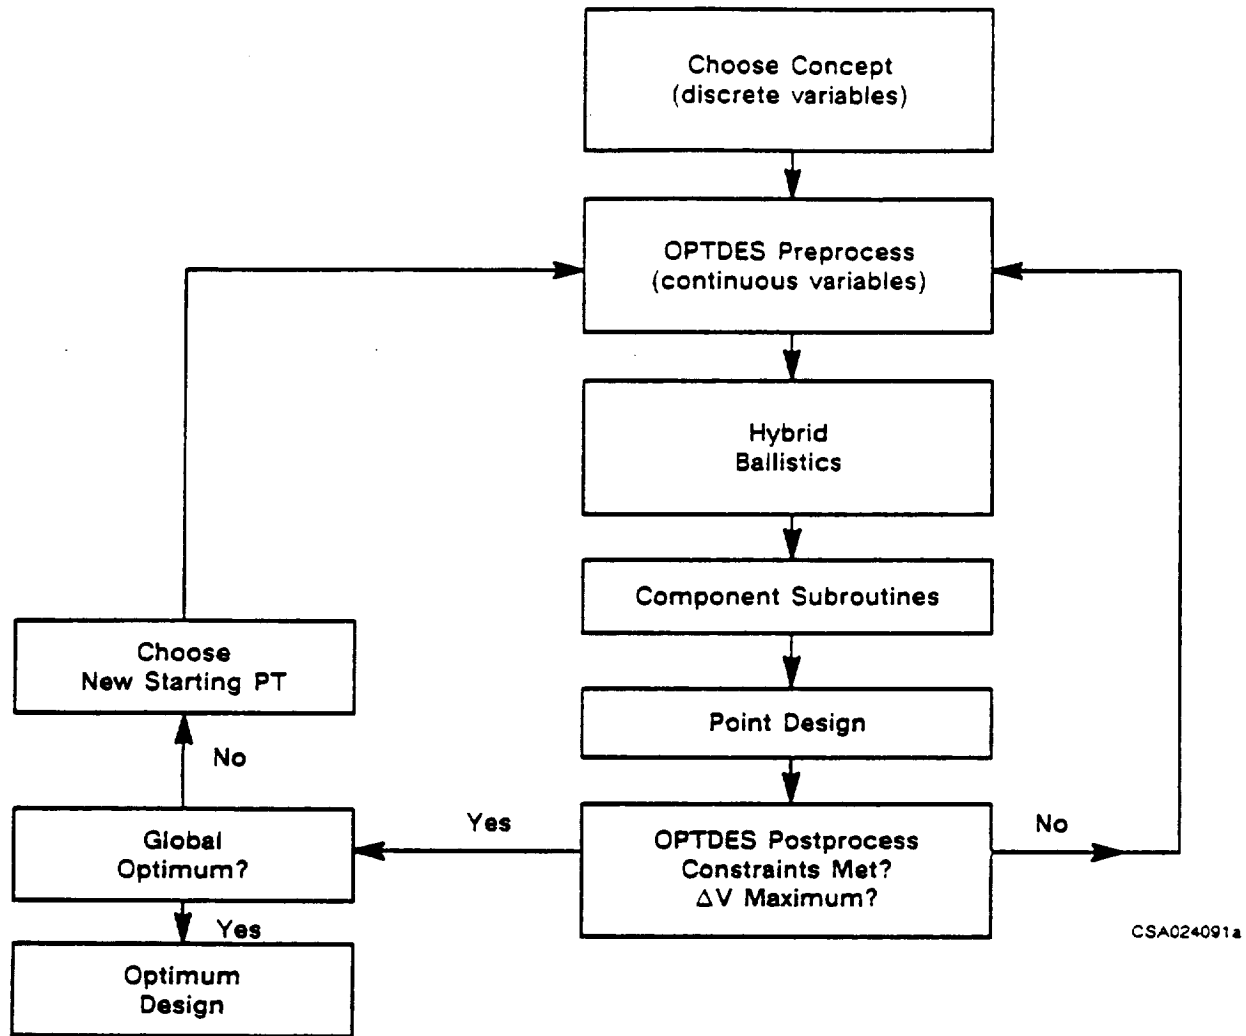 Choose Concept
(discrete variables)
OPTDES Preprocess
(continuous variables)
Hybrid
Ballistics
Component Subroutines
Choose
New Starting PT
Point Design
No
Global
Optimum?
Yes
OPTDES Postprocess
Constraints Met?
ΔV Maximum?
No
Yes
Optimum
Design
CSA024091a